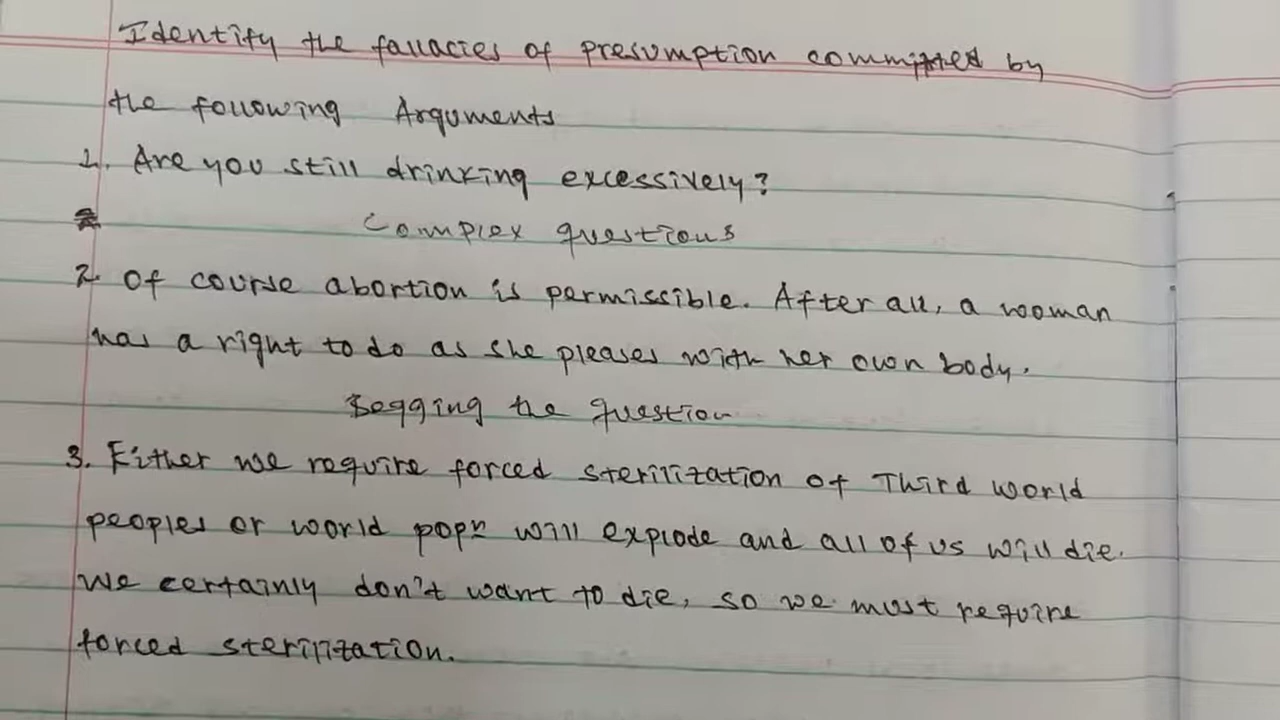 Identify the fallacies of presumption committed by
the following Arguments
1. Are you still drinking excessively?
Complex questions
2. Of course abortion is permissible. After all, a wooman
has a right to do as she pleases with her own body.
Begging the question
3. Either we require forced sterilization of Third world
peoples or world popn will explode and all of us will die.
We certainly don't want to die, so we must require
forced sterilization.